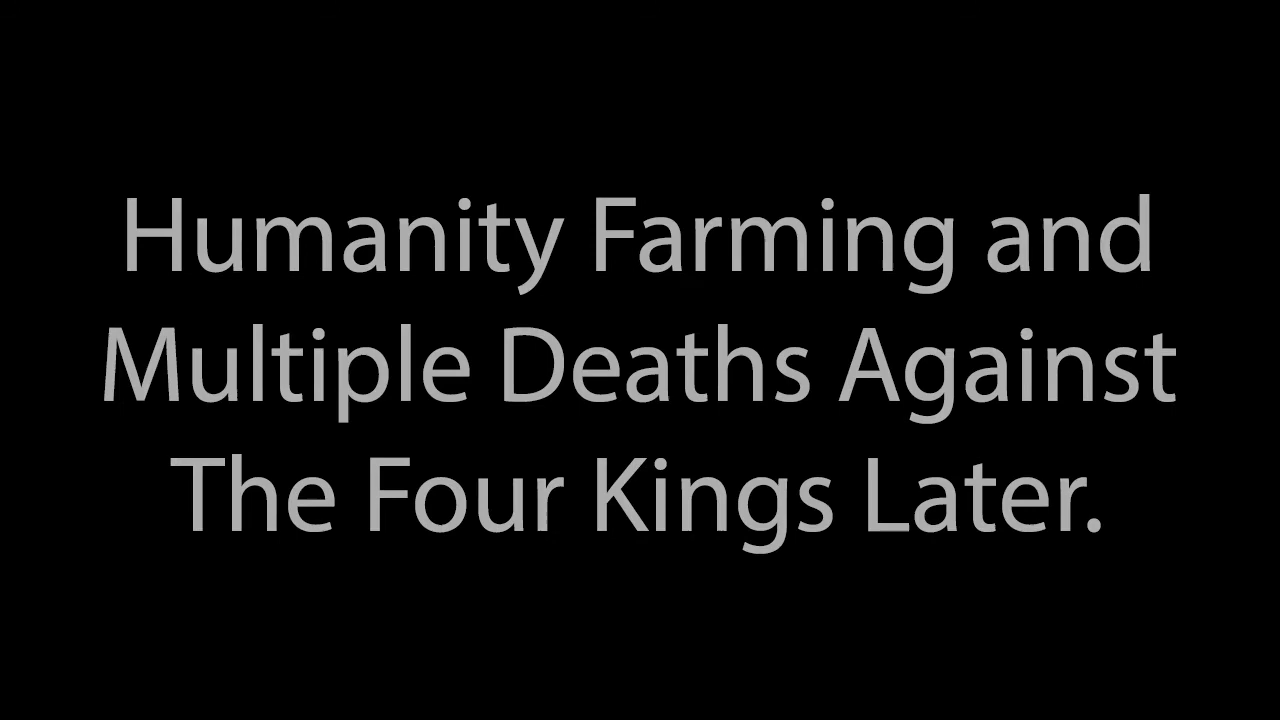 Humanity Farming and
Multiple Deaths Against
The Four Kings Later.